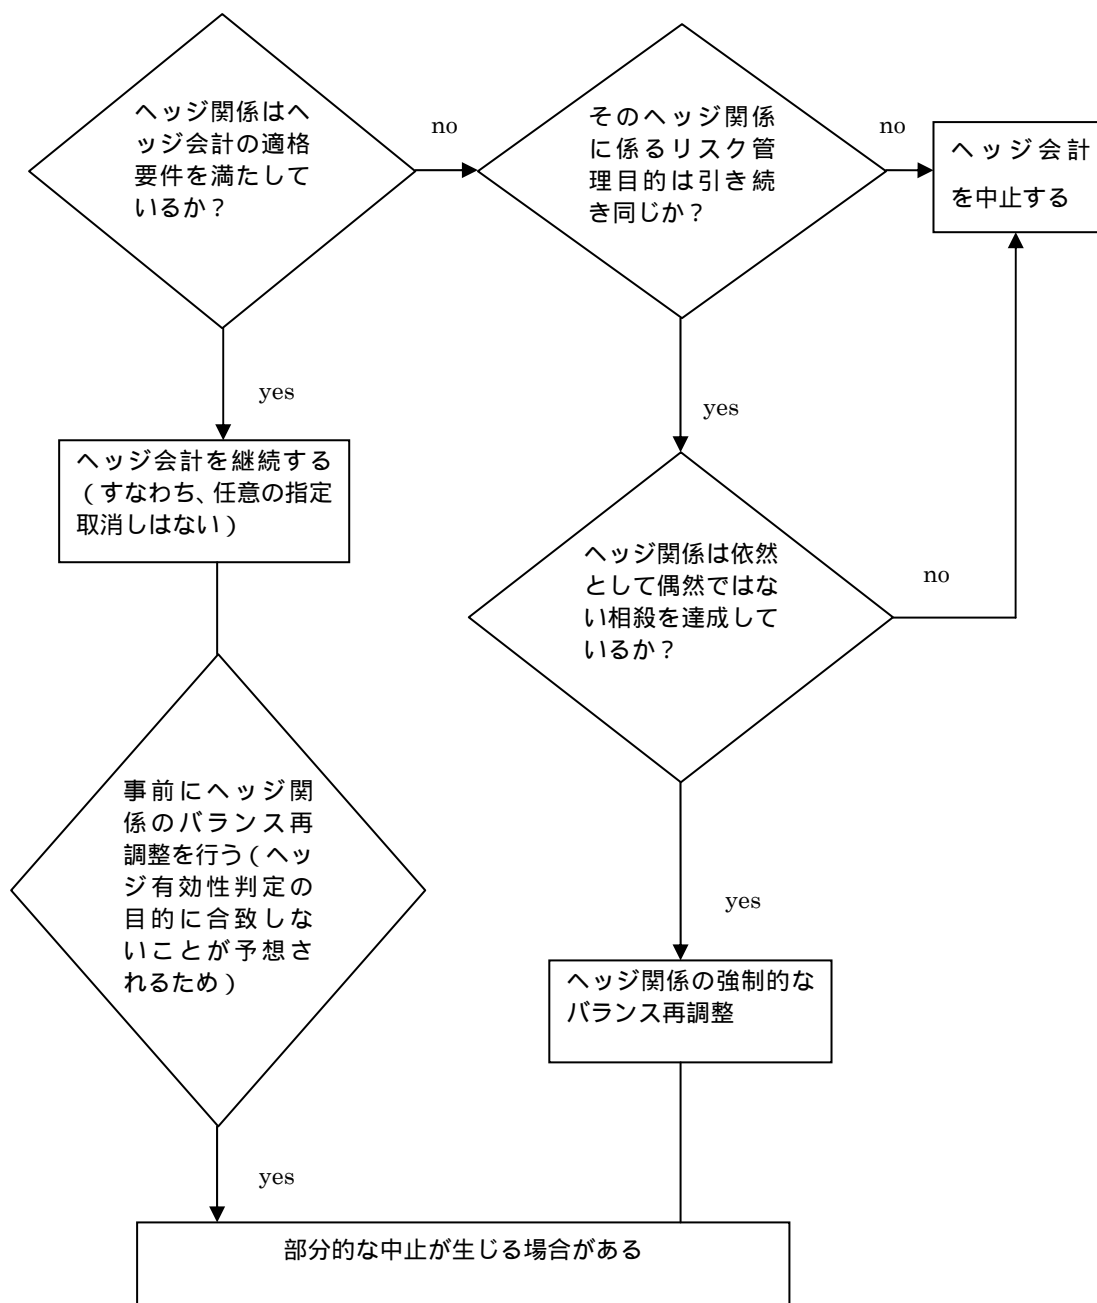 ヘッジ関係はヘ
ッジ会計の適格
要件を満たして
いるか？
no
そのヘッジ関係
に係るリスク管
理目的は引き続
き同じか？
no
ヘッジ会計
を中止する
yes
ヘッジ会計を継続する
（すなわち、任意の指定
取消しはない）
yes
ヘッジ関係は依然
として偶然ではな
い相殺を達成して
いるか？
no
事前にヘッジ関
係のバランス再
調整を行う（ヘッ
ジ有効性判定の
目的に合致しな
いことが予想さ
れるため）
yes
ヘッジ関係の強制的な
バランス再調整
yes
部分的な中止が生じる場合がある